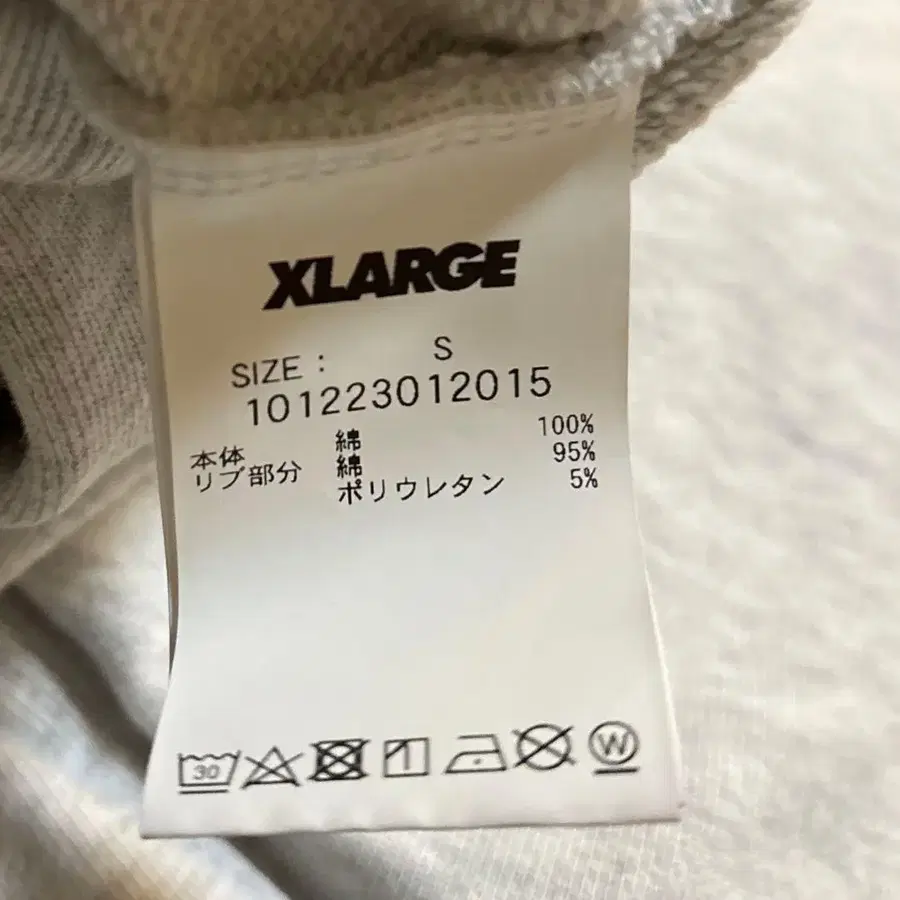 XLARGE
SIZE : S
101223012015
本体 綿 100%
リブ部分 綿 95%
ポリウレタン 5%
30
W